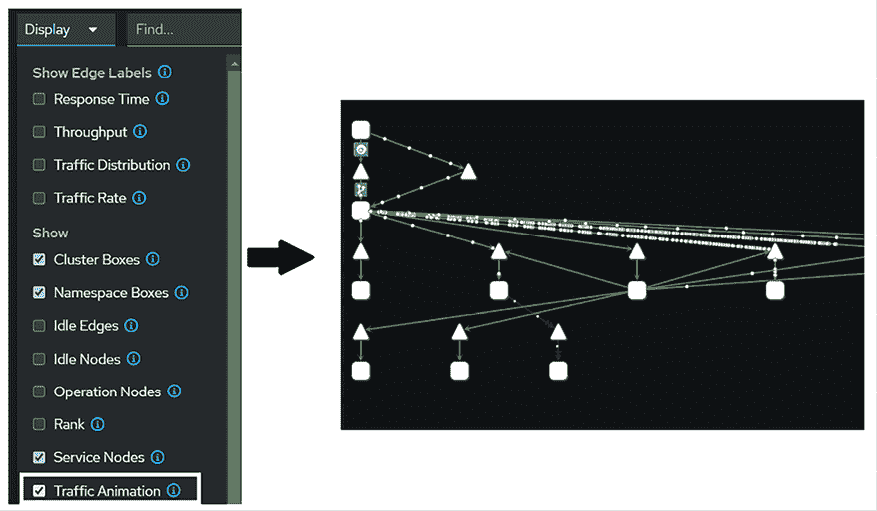 Display
Find...
Show Edge Labels
Response Time
Throughput
Traffic Distribution
Traffic Rate
Show
Cluster Boxes
Namespace Boxes
Idle Edges
Idle Nodes
Operation Nodes
Rank
Service Nodes
Traffic Animation